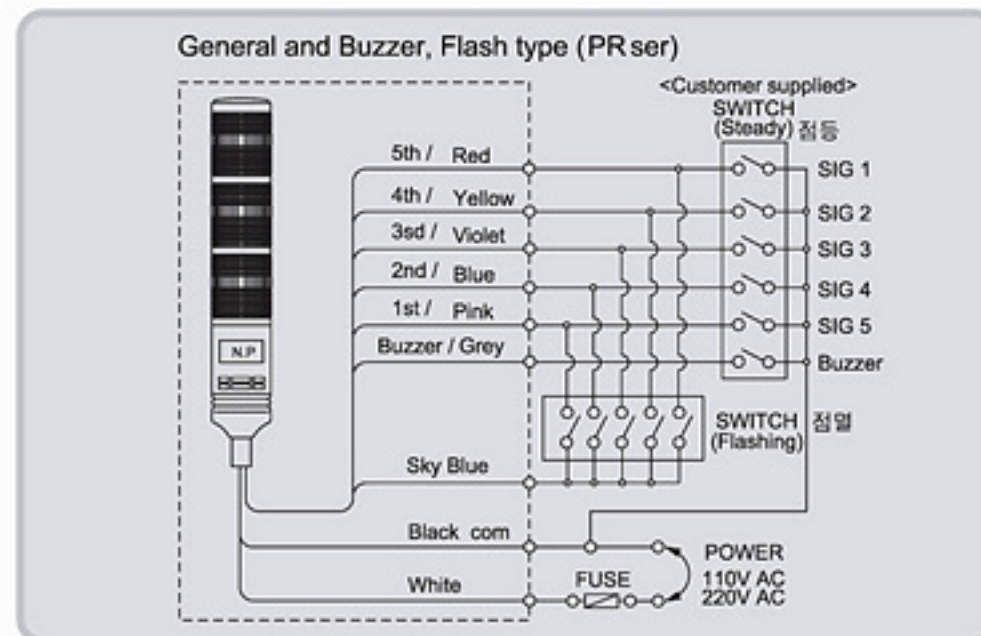 General and Buzzer, Flash type (PR ser)
<Customer supplied>
SWITCH
(Steady) 점등
5th / Red
SIG 1
4th / Yellow
SIG 2
3sd / Violet
SIG 3
2nd / Blue
SIG 4
1st / Pink
SIG 5
Buzzer / Grey
Buzzer
N.P
SWITCH 점멸
(Flashing)
Sky Blue
Black com
POWER
110V AC
220V AC
White
FUSE